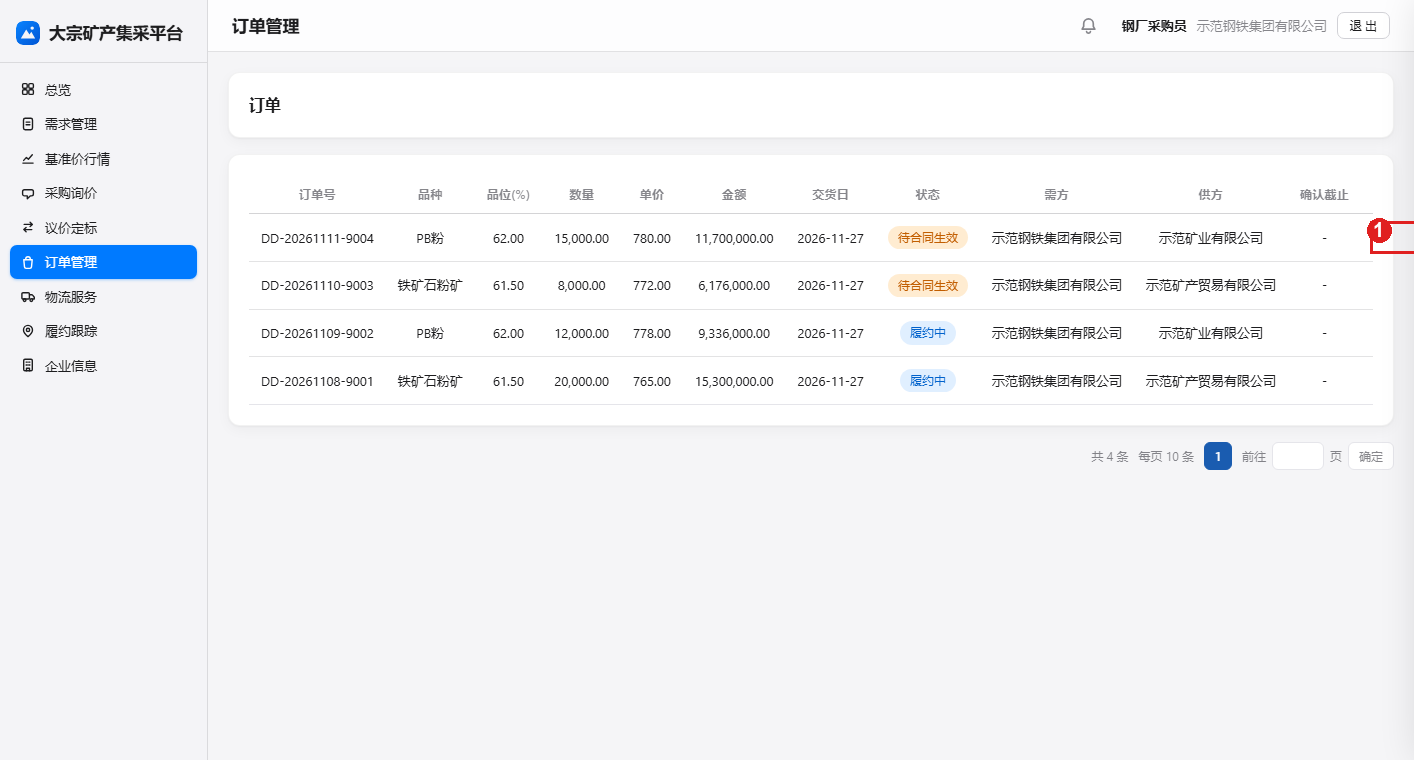 大宗矿产集采平台
订单管理
钢厂采购员 示范钢铁集团有限公司 退 出
总览
需求管理
基准价行情
采购询价
议价定标
订单管理
物流服务
履约跟踪
企业信息
订单
订单号 品种 品位(%) 数量 单价 金额 交货日 状态 需方 供方 确认截止
DD-20261111-9004 PB粉 62.00 15,000.00 780.00 11,700,000.00 2026-11-27 待合同生效 示范钢铁集团有限公司 示范矿业有限公司 - 1
DD-20261110-9003 铁矿石粉矿 61.50 8,000.00 772.00 6,176,000.00 2026-11-27 待合同生效 示范钢铁集团有限公司 示范矿产贸易有限公司 -
DD-20261109-9002 PB粉 62.00 12,000.00 778.00 9,336,000.00 2026-11-27 履约中 示范钢铁集团有限公司 示范矿业有限公司 -
DD-20261108-9001 铁矿石粉矿 61.50 20,000.00 765.00 15,300,000.00 2026-11-27 履约中 示范钢铁集团有限公司 示范矿产贸易有限公司 -
共 4 条 每页 10 条 1 前往 页 确定